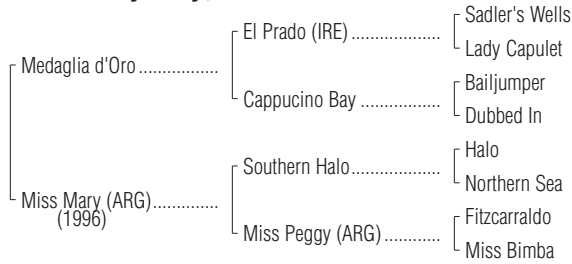 Sadler's Wells
El Prado (IRE) ....................
Lady Capulet
Medaglia d'Oro ................
Bailjumper
Cappucino Bay ..................
Dubbed In
Halo
Southern Halo....................
Northern Sea
Miss Mary (ARG)..............
(1996)
Fitzcarraldo
Miss Peggy (ARG) .............
Miss Bimba